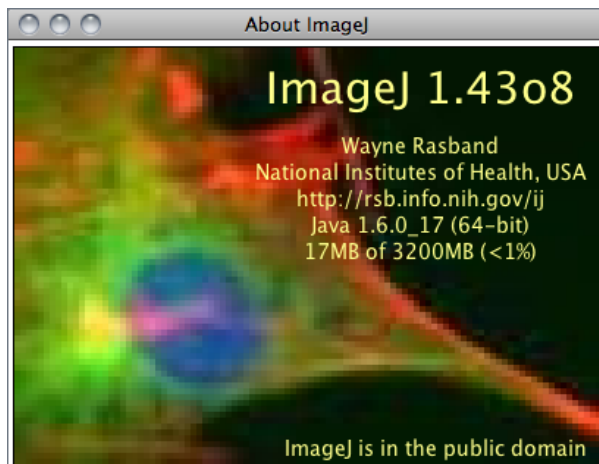 About ImageJ
ImageJ 1.43o8
Wayne Rasband
National Institutes of Health, USA
http://rsb.info.nih.gov/ij
Java 1.6.0_17 (64-bit)
17MB of 3200MB (<1%)
ImageJ is in the public domain